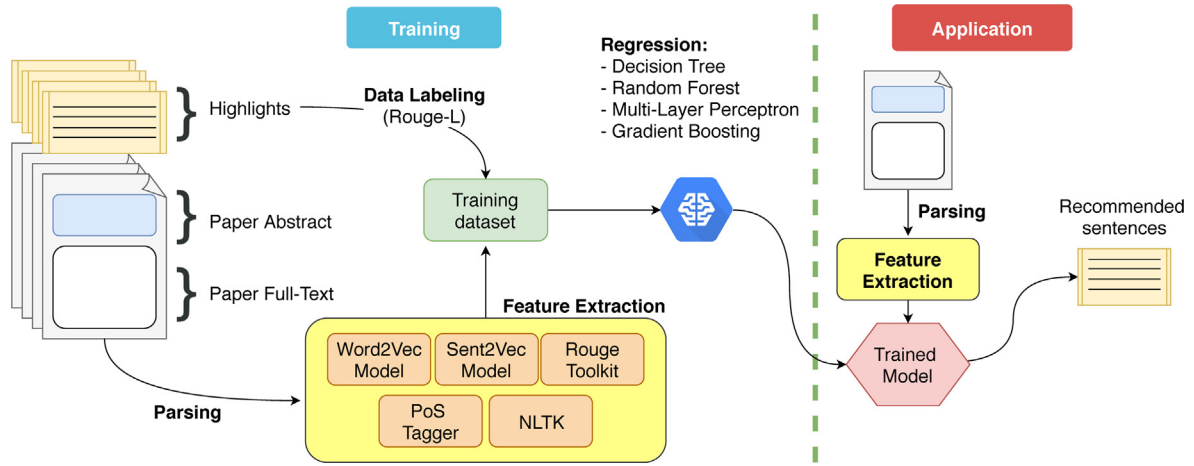 Training
Application
Regression:
- Decision Tree
- Random Forest
- Multi-Layer Perceptron
- Gradient Boosting
Highlights
Data Labeling
(Rouge-L)
Paper Abstract
Paper Full-Text
Training
dataset
Feature Extraction
Word2Vec
Model
Sent2Vec
Model
Rouge
Toolkit
PoS
Tagger
NLTK
Parsing
Parsing
Feature
Extraction
Trained
Model
Recommended
sentences